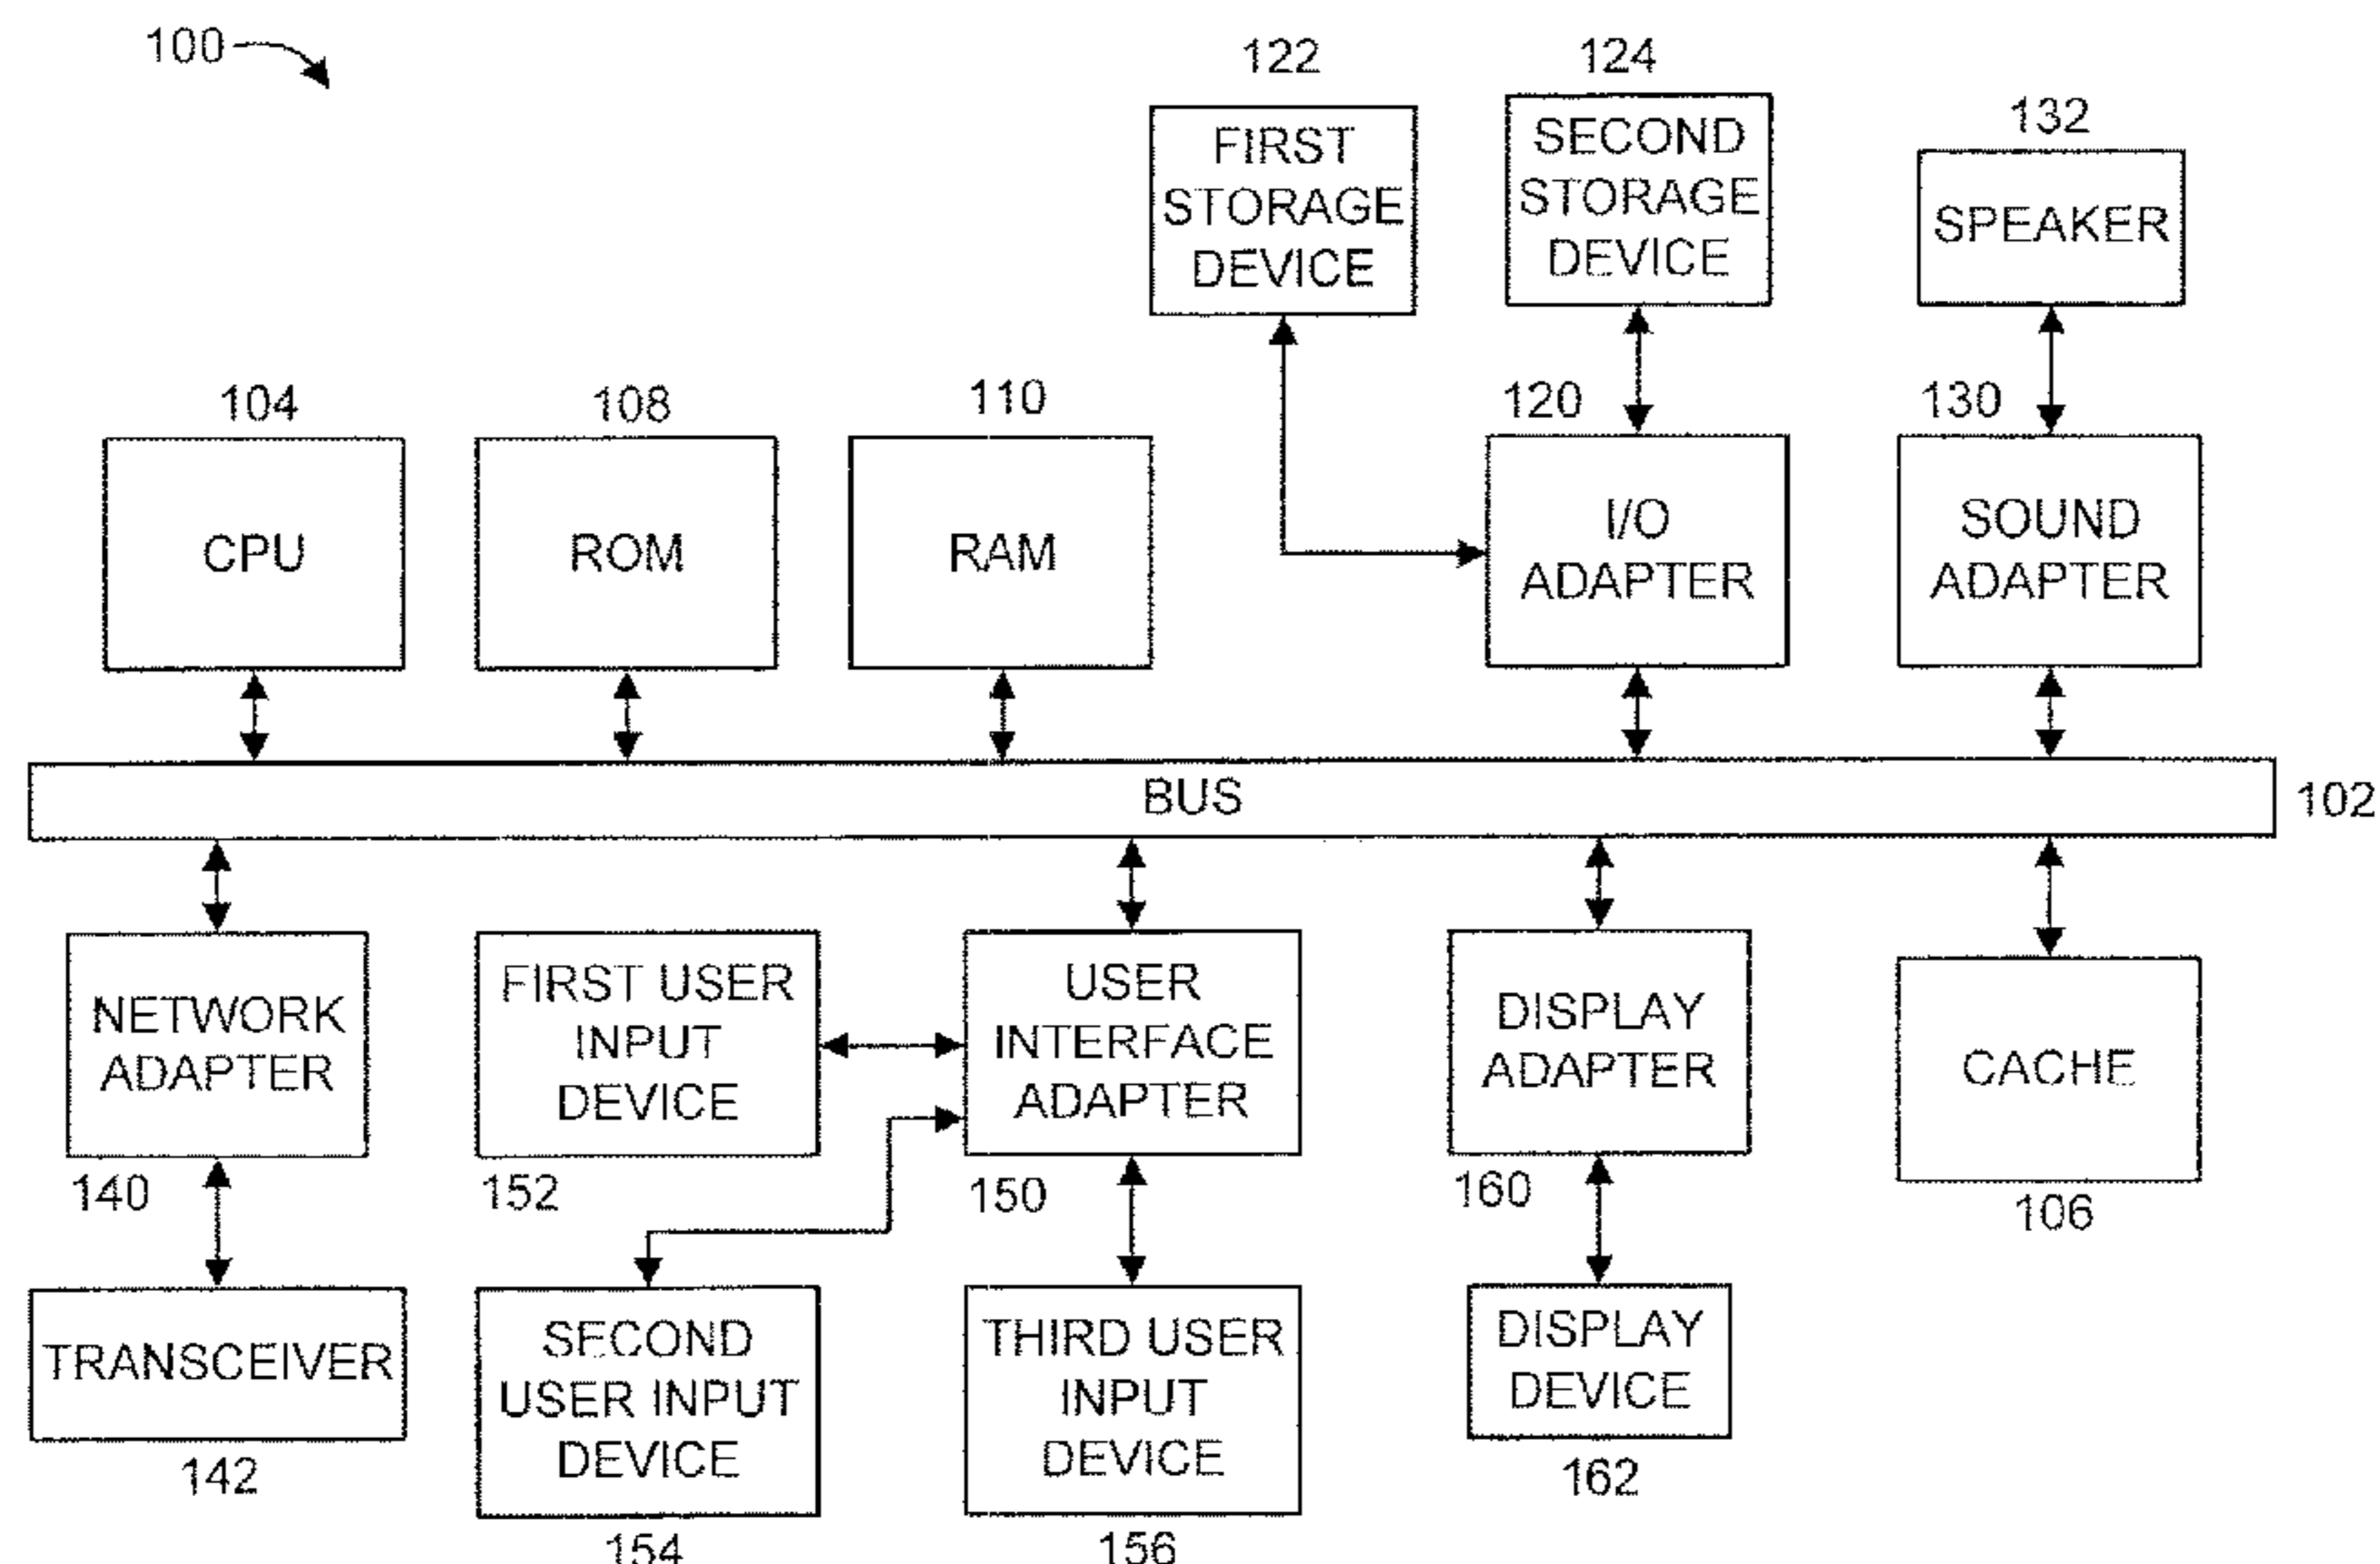 100
122
124
132
FIRST
STORAGE
DEVICE
SECOND
STORAGE
DEVICE
SPEAKER
104
108
110
120
130
CPU
ROM
RAM
I/O
ADAPTER
SOUND
ADAPTER
BUS
102
NETWORK
ADAPTER
FIRST USER
INPUT
DEVICE
USER
INTERFACE
ADAPTER
DISPLAY
ADAPTER
CACHE
140
152
150
160
106
TRANSCEIVER
SECOND
USER INPUT
DEVICE
THIRD USER
INPUT
DEVICE
DISPLAY
DEVICE
142
154
156
162